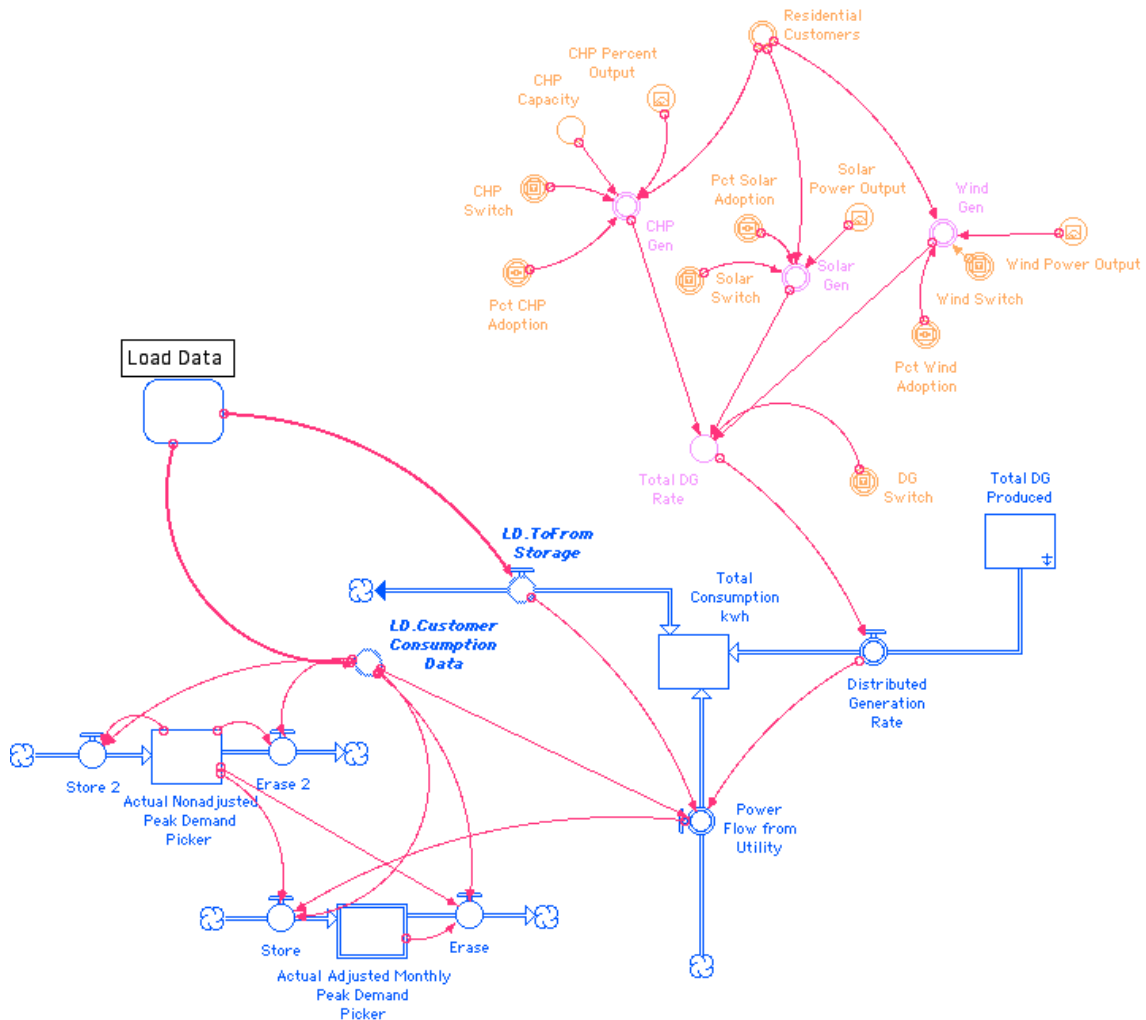 Residential
Customers
CHP Percent
Output
CHP
Capacity
CHP
Switch
CHP
Gen
Pct CHP
Adoption
Pct Solar
Adoption
Solar
Power Output
Solar
Switch
Solar
Gen
Wind
Gen
Wind Power Output
Wind Switch
Pct Wind
Adoption
Load Data
Total DG
Rate
DG
Switch
Total DG
Produced
LD.ToFrom
Storage
Total
Consumption
kwh
LD.Customer
Consumption
Data
Distributed
Generation
Rate
Store 2
Erase 2
Actual Nonadjusted
Peak Demand
Picker
Power
Flow from
Utility
Store
Erase
Actual Adjusted Monthly
Peak Demand
Picker